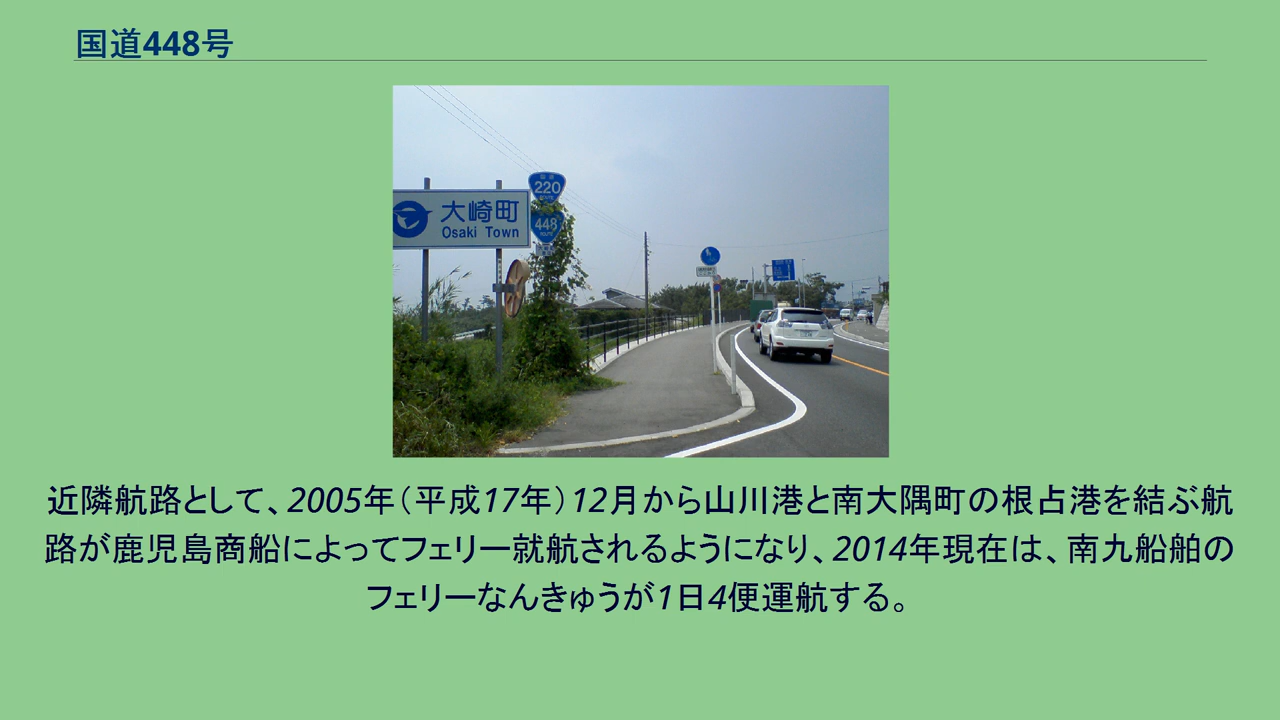 国道448号
国道
220
ROUTE
448
ROUTE
大崎町
Osaki Town
近隣航路として、2005年（平成17年）12月から山川港と南大隅町の根占港を結ぶ航
路が鹿児島商船によってフェリー就航されるようになり、2014年現在は、南九船舶の
フェリーなんきゅうが1日4便運航する。